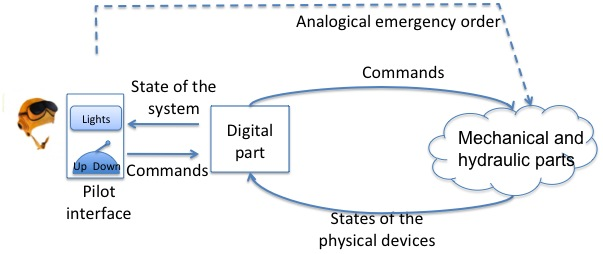 Analogical emergency order
Commands
State of the
system
Lights
Digital
part
Mechanical and
hydraulic parts
Up Down
Commands
Pilot
interface
States of the
physical devices